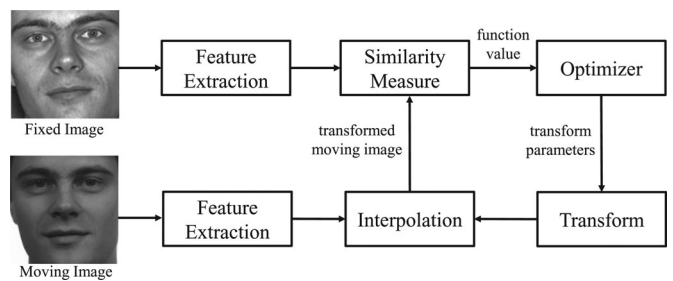 Fixed Image
Feature
Extraction
Similarity
Measure
function
value
Optimizer
transformed
moving image
transform
parameters
Moving Image
Feature
Extraction
Interpolation
Transform